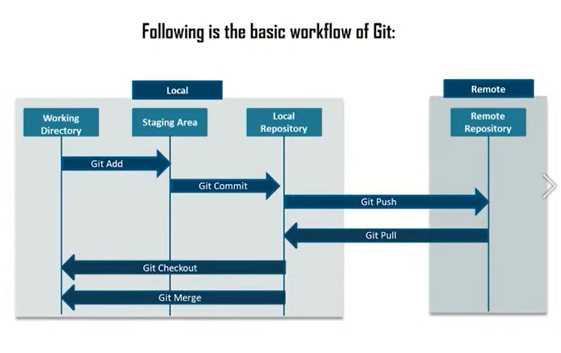 Following is the basic workflow of Git:
Local
Remote
Working
Directory
Staging Area
Local
Repository
Remote
Repository
Git Add
Git Commit
Git Push
Git Pull
Git Checkout
Git Merge